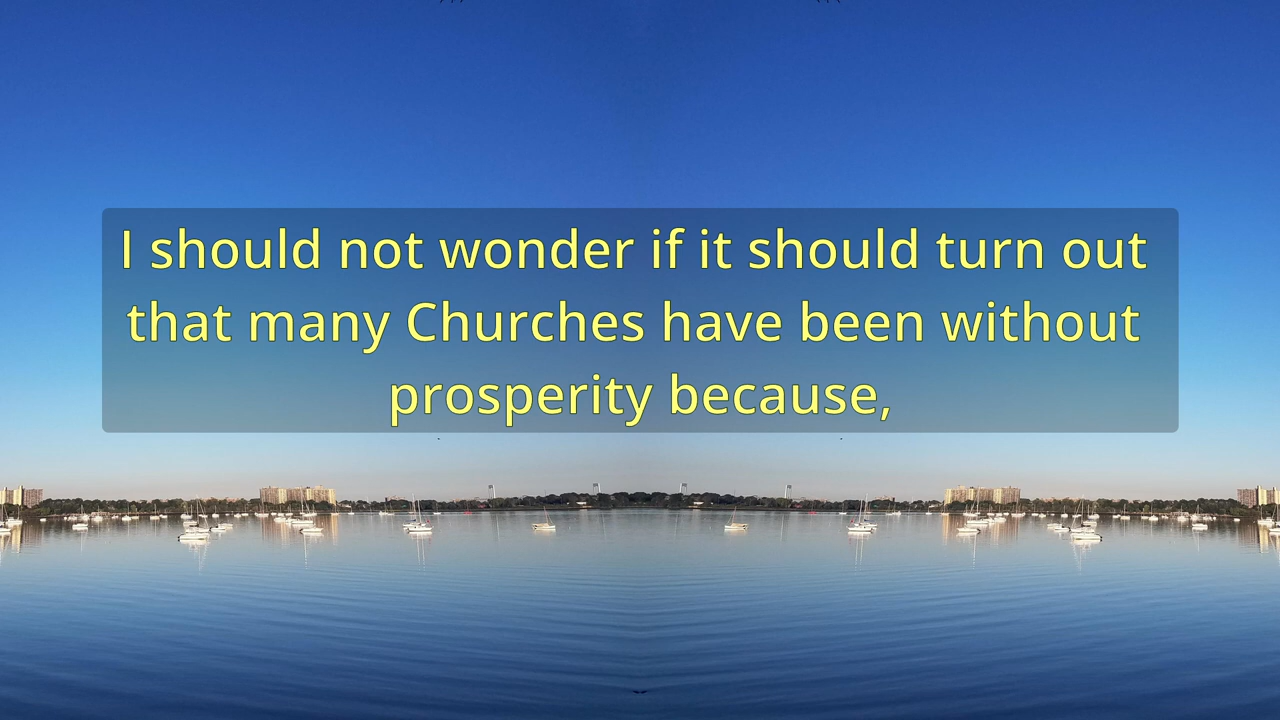 I should not wonder if it should turn out
that many Churches have been without
prosperity because,